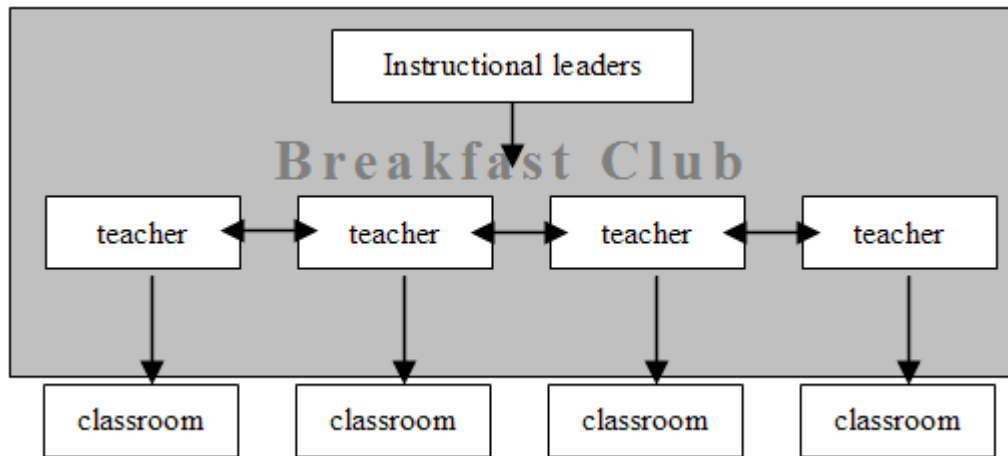 Instructional leaders
Breakfast Club
teacher teacher teacher teacher
classroom classroom classroom classroom